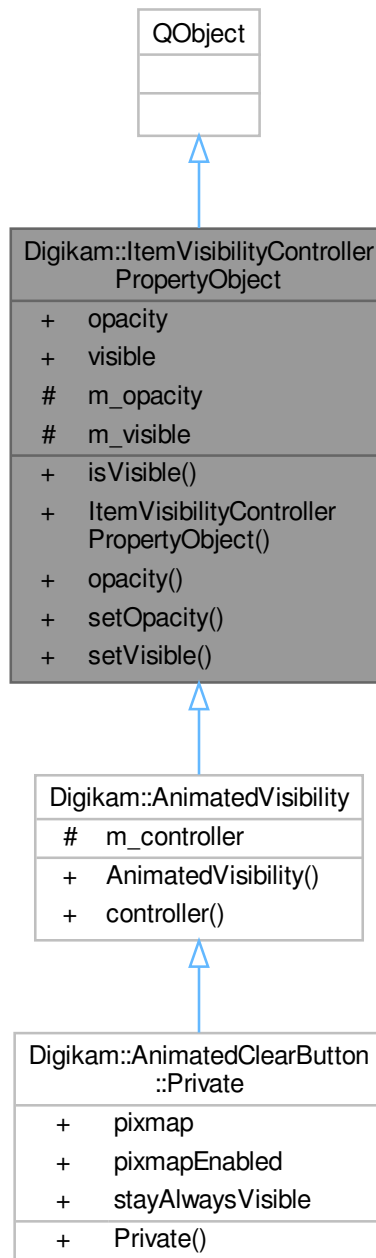 QObject
Digikam::ItemVisibilityController
PropertyObject
+ opacity
+ visible
# m_opacity
# m_visible
+ isVisible()
+ ItemVisibilityController
PropertyObject()
+ opacity()
+ setOpacity()
+ setVisible()
Digikam::AnimatedVisibility
# m_controller
+ AnimatedVisibility()
+ controller()
Digikam::AnimatedClearButton
::Private
+ pixmap
+ pixmapEnabled
+ stayAlwaysVisible
+ Private()